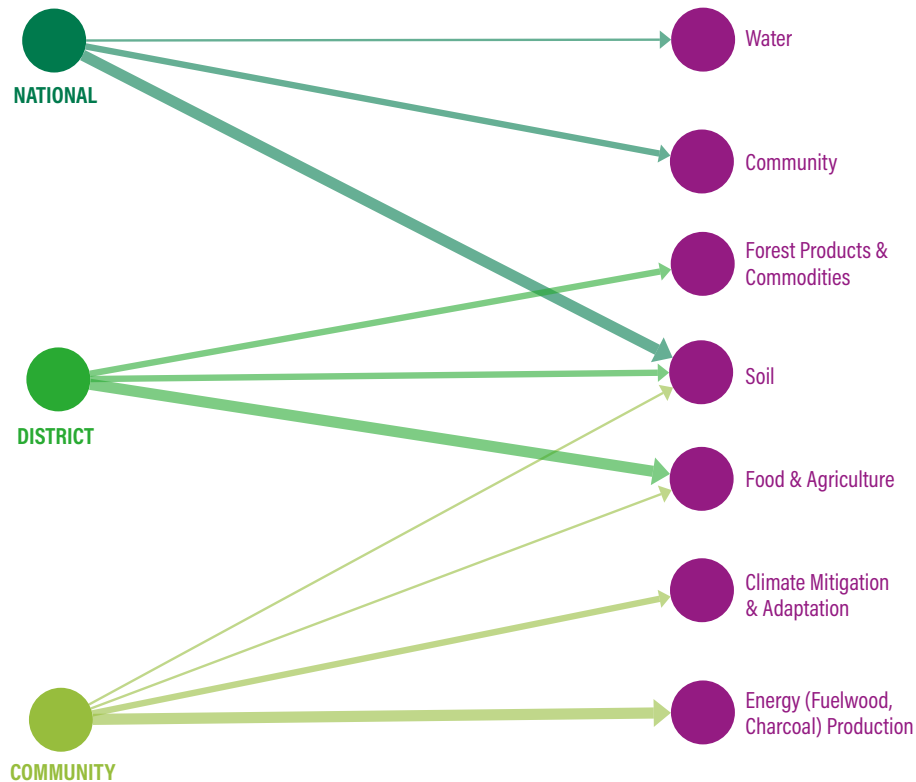 NATIONAL
DISTRICT
COMMUNITY
Water
Community
Forest Products &
Commodities
Soil
Food & Agriculture
Climate Mitigation
& Adaptation
Energy (Fuelwood,
Charcoal) Production